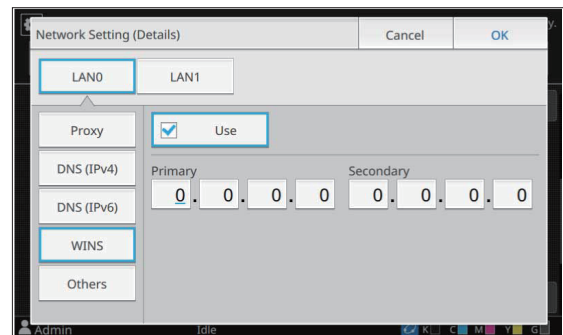 Network Setting (Details) Cancel OK
y.
LAN0 LAN1
Proxy Use
DNS (IPv4) Primary Secondary
0 . 0 . 0 . 0 0 . 0 . 0 . 0
DNS (IPv6)
WINS
Others
Admin Idle K C M Y G